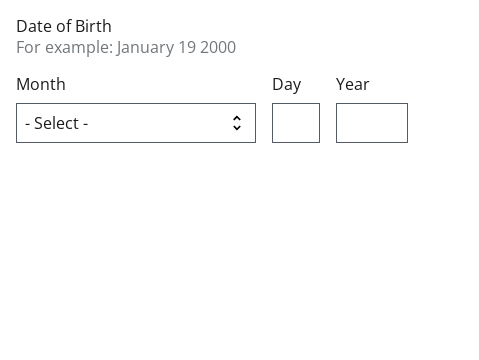 Date of Birth
For example: January 19 2000
Month Day Year
- Select -